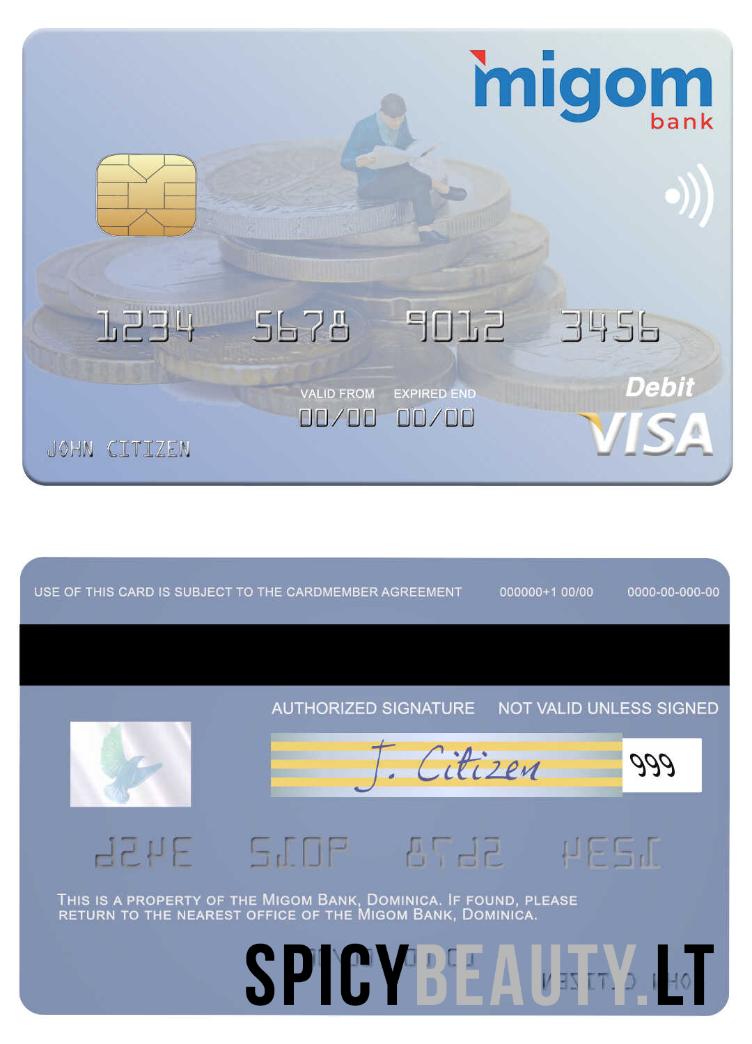 migom
bank
1234 5678 9012 3456
Debit
VALID FROM EXPIRED END
00/00 00/00
VISA
JOHN CITIZEN
USE OF THIS CARD IS SUBJECT TO THE CARDMEMBER AGREEMENT 000000+1 00/00 0000-00-000-00
AUTHORIZED SIGNATURE NOT VALID UNLESS SIGNED
J. Citizen 999
THIS IS A PROPERTY OF THE MIGOM BANK, DOMINICA. IF FOUND, PLEASE
RETURN TO THE NEAREST OFFICE OF THE MIGOM BANK, DOMINICA.
SPICYBEAUTY.LT